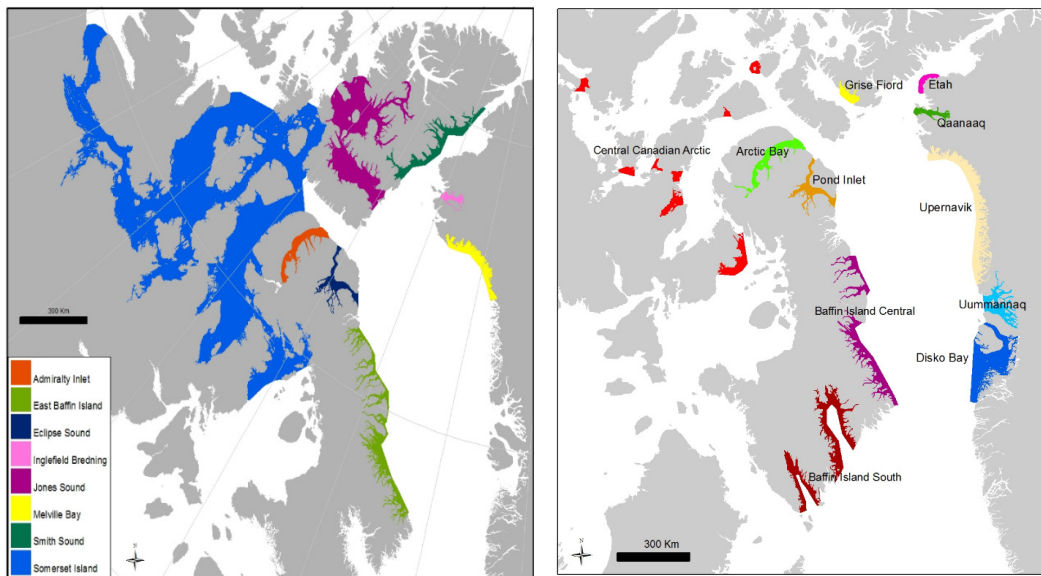 300 Km
Admiralty Inlet
East Baffin Island
Eclipse Sound
Inglefield Bredning
Jones Sound
Melville Bay
Smith Sound
Somerset Island
Grise Fiord
Etah
Qaanaaq
Central Canadian Arctic
Arctic Bay
Pond Inlet
Upernavik
Uummannaq
Baffin Island Central
Disko Bay
Baffin Island South
300 Km